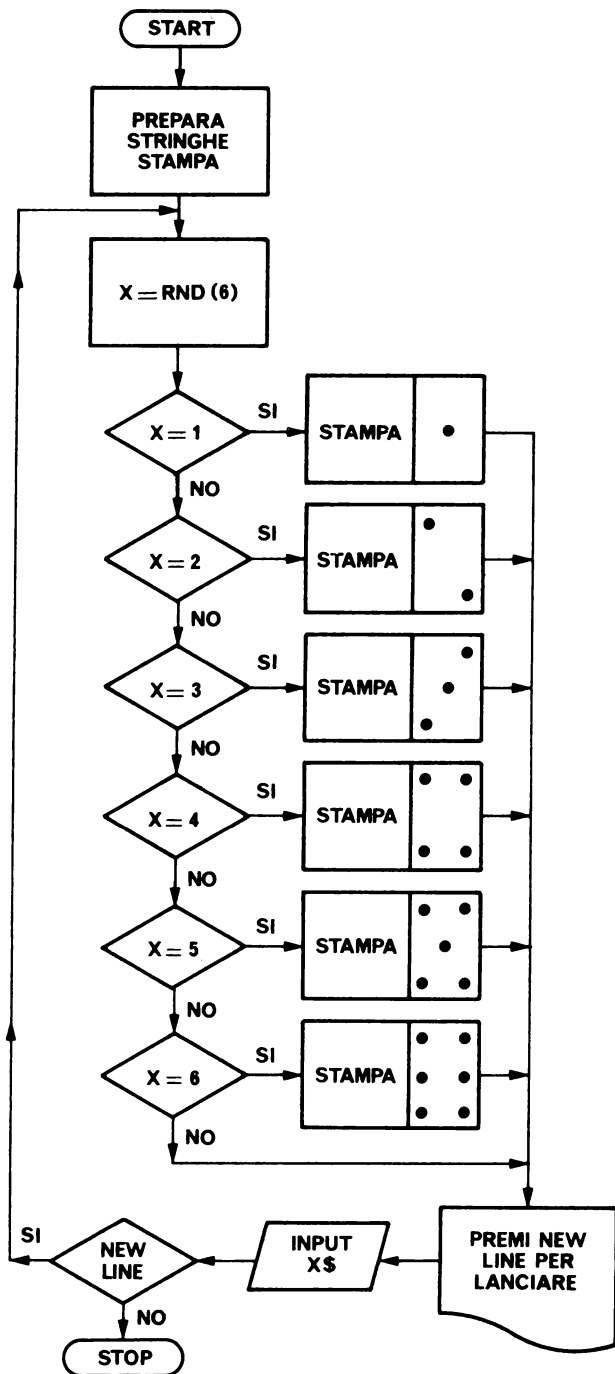 START
PREPARA
STRINGHE
STAMPA
X = RND (6)
X = 1
SI
STAMPA
NO
X = 2
SI
STAMPA
NO
X = 3
SI
STAMPA
NO
X = 4
SI
STAMPA
NO
X = 5
SI
STAMPA
NO
X = 6
SI
STAMPA
NO
PREMI NEW
LINE PER
LANCIARE
INPUT
X$
NEW
LINE
SI
NO
STOP